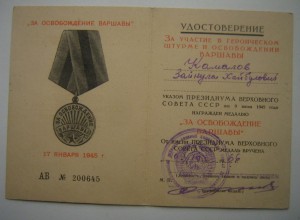 „ЗА ОСВОБОЖДЕНИЕ
ВАРШАВЫ“
17 ЯНВАРЯ 1945 г.
АВ № 200645
УДОСТОВЕРЕНИЕ
ЗА УЧАСТИЕ В ГЕРОИЧЕСКОМ
ШТУРМЕ И ОСВОБОЖДЕНИИ
ВАРШАВЫ
Камалов
УКАЗОМ ПРЕЗИДИУМА ВЕРХОВНОГО
СОВЕТА СССР от 9 июня 1945 года
НАГРАЖДЕН МЕДАЛЬЮ
„ЗА ОСВОБОЖДЕНИЕ
ВАРШАВЫ“
От имени ПРЕЗИДИУМА ВЕРХОВНОГО
СОВЕТА СССР МЕДАЛЬ ВРУЧЕНА